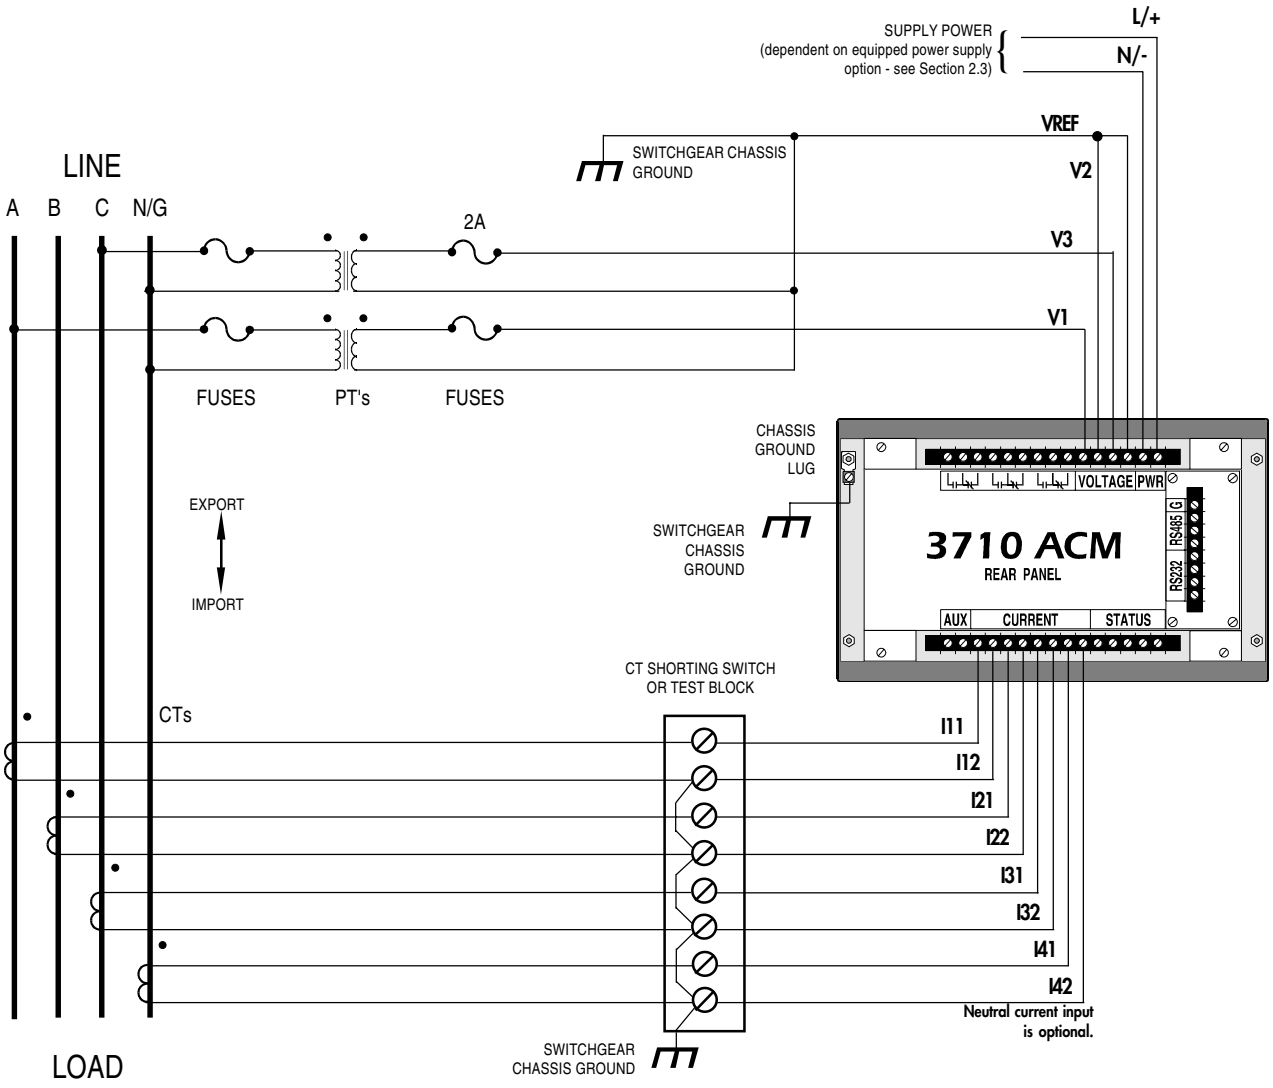 L/+
SUPPLY POWER
(dependent on equipped power supply
option - see Section 2.3)
N/-
VREF
SWITCHGEAR CHASSIS
GROUND
V2
LINE
A B C N/G
2A
V3
V1
FUSES PT's FUSES
CHASSIS
GROUND
LUG
VOLTAGE PWR
EXPORT
IMPORT
SWITCHGEAR
CHASSIS
GROUND
3710 ACM
REAR PANEL
G
RS485
RS232
AUX CURRENT STATUS
CT SHORTING SWITCH
OR TEST BLOCK
CTs
I11
I12
I21
I22
I31
I32
I41
I42
Neutral current input
is optional.
SWITCHGEAR
CHASSIS GROUND
LOAD